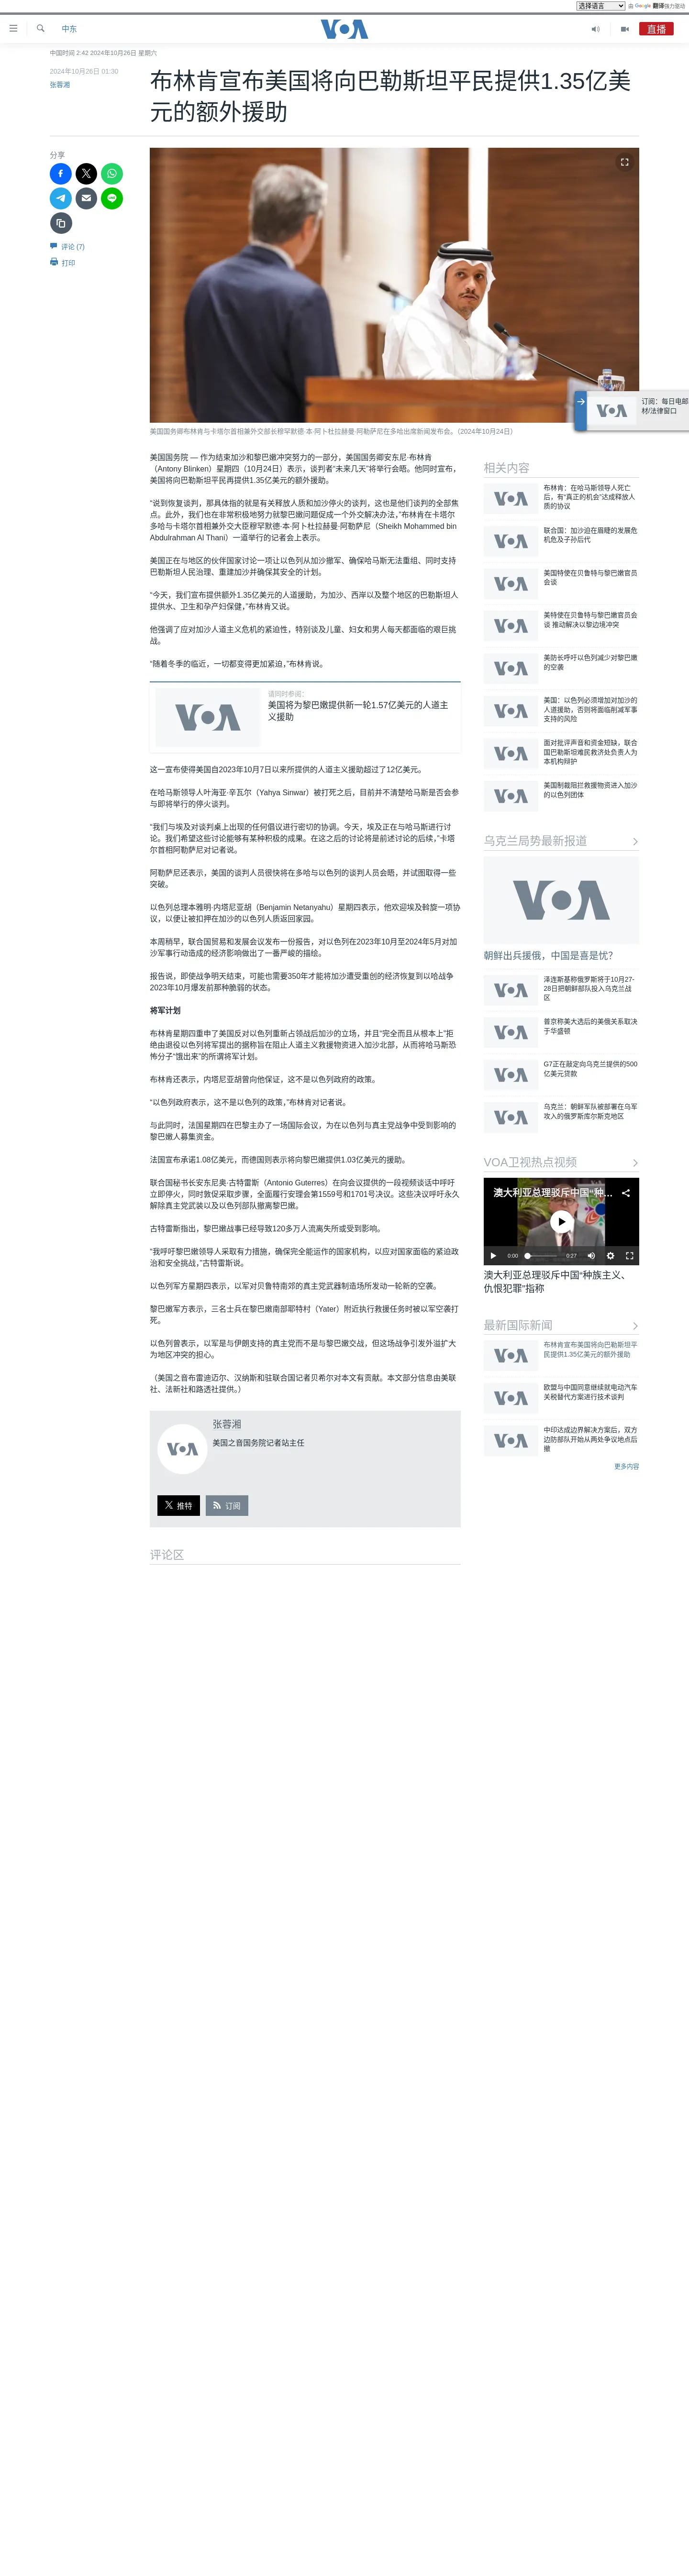 选择语言 由 Google 翻译强力驱动
中东
VOA
直播
中国时间 2:42 2024年10月26日 星期六
2024年10月26日 01:30
张蓉湘
布林肯宣布美国将向巴勒斯坦平民提供1.35亿美
元的额外援助
分享
评论 (7)
打印
美国国务卿布林肯与卡塔尔首相兼外交部长穆罕默德·本·阿卜杜拉赫曼·阿勒萨尼在多哈出席新闻发布会。（2024年10月24日）
订阅：每日电邮
材/法律窗口
美国国务院 — 作为结束加沙和黎巴嫩冲突努力的一部分，美国国务卿安东尼·布林肯
（Antony Blinken）星期四（10月24日）表示，谈判者“未来几天”将举行会晤。他同时宣布，
美国将向巴勒斯坦平民再提供1.35亿美元的额外援助。
“说到恢复谈判，那具体指的就是有关释放人质和加沙停火的谈判，这也是他们谈判的全部焦
点。此外，我们也在非常积极地努力就黎巴嫩问题促成一个外交解决办法，”布林肯在卡塔尔
多哈与卡塔尔首相兼外交大臣穆罕默德·本·阿卜杜拉赫曼·阿勒萨尼（Sheikh Mohammed bin
Abdulrahman Al Thani）一道举行的记者会上表示。
美国正在与地区的伙伴国家讨论一项让以色列从加沙撤军、确保哈马斯无法重组、同时支持
巴勒斯坦人民治理、重建加沙并确保其安全的计划。
“今天，我们宣布提供额外1.35亿美元的人道援助，为加沙、西岸以及整个地区的巴勒斯坦人
提供水、卫生和孕产妇保健，”布林肯又说。
他强调了应对加沙人道主义危机的紧迫性，特别谈及儿童、妇女和男人每天都面临的艰巨挑
战。
“随着冬季的临近，一切都变得更加紧迫，”布林肯说。
VOA
请同时参阅：
美国将为黎巴嫩提供新一轮1.57亿美元的人道主
义援助
这一宣布使得美国自2023年10月7日以来所提供的人道主义援助超过了12亿美元。
在哈马斯领导人叶海亚·辛瓦尔（Yahya Sinwar）被打死之后，目前并不清楚哈马斯是否会参
与即将举行的停火谈判。
“我们与埃及对谈判桌上出现的任何倡议进行密切的协调。今天，埃及正在与哈马斯进行讨
论。我们希望这些讨论能够有某种积极的成果。在这之后的讨论将是前述讨论的后续，”卡塔
尔首相阿勒萨尼对记者说。
阿勒萨尼还表示，美国的谈判人员很快将在多哈与以色列的谈判人员会晤，并试图取得一些
突破。
以色列总理本雅明·内塔尼亚胡（Benjamin Netanyahu）星期四表示，他欢迎埃及斡旋一项协
议，以便让被扣押在加沙的以色列人质返回家园。
本周稍早，联合国贸易和发展会议发布一份报告，对以色列在2023年10月至2024年5月对加
沙军事行动造成的经济影响做出了一番严峻的描绘。
报告说，即使战争明天结束，可能也需要350年才能将加沙遭受重创的经济恢复到以哈战争
2023年10月爆发前那种脆弱的状态。
将军计划
布林肯星期四重申了美国反对以色列重新占领战后加沙的立场，并且“完全而且从根本上”拒
绝由退役以色列将军提出的据称旨在阻止人道主义救援物资进入加沙北部，从而将哈马斯恐
怖分子“饿出来”的所谓将军计划。
布林肯还表示，内塔尼亚胡曾向他保证，这不是以色列政府的政策。
“以色列政府表示，这不是以色列的政策，”布林肯对记者说。
与此同时，法国星期四在巴黎主办了一场国际会议，为在以色列与真主党战争中受到影响的
黎巴嫩人募集资金。
法国宣布承诺1.08亿美元，而德国则表示将向黎巴嫩提供1.03亿美元的援助。
联合国秘书长安东尼奥·古特雷斯（Antonio Guterres）在向会议提供的一段视频谈话中呼吁
立即停火，同时敦促采取步骤，全面履行安理会第1559号和1701号决议。这些决议呼吁永久
解除真主党武装以及以色列部队撤离黎巴嫩。
古特雷斯指出，黎巴嫩战事已经导致120多万人流离失所或受到影响。
“我呼吁黎巴嫩领导人采取有力措施，确保完全能运作的国家机构，以应对国家面临的紧迫政
治和安全挑战，”古特雷斯说。
以色列军方星期四表示，以军对贝鲁特南郊的真主党武器制造场所发动一轮新的空袭。
黎巴嫩军方表示，三名士兵在黎巴嫩南部耶特村（Yater）附近执行救援任务时被以军空袭打
死。
以色列曾表示，以军是与伊朗支持的真主党而不是与黎巴嫩交战，但这场战争引发外溢扩大
为地区冲突的担心。
（美国之音布雷迪迈尔、汉纳斯和驻联合国记者贝希尔对本文有贡献。本文部分信息由美联
社、法新社和路透社提供。）
VOA
张蓉湘
美国之音国务院记者站主任
推特
订阅
评论区
相关内容
布林肯：在哈马斯领导人死亡
后，有“真正的机会”达成释放人
质的协议
联合国：加沙迫在眉睫的发展危
机危及子孙后代
美国特使在贝鲁特与黎巴嫩官员
会谈
美特使在贝鲁特与黎巴嫩官员会
谈 推动解决以黎边境冲突
美防长呼吁以色列减少对黎巴嫩
的空袭
美国：以色列必须增加对加沙的
人道援助，否则将面临削减军事
支持的风险
面对批评声音和资金短缺，联合
国巴勒斯坦难民救济处负责人为
本机构辩护
美国制裁阻拦救援物资进入加沙
的以色列团体
乌克兰局势最新报道
VOA
朝鲜出兵援俄，中国是喜是忧？
泽连斯基称俄罗斯将于10月27-
28日把朝鲜部队投入乌克兰战
区
普京称美大选后的美俄关系取决
于华盛顿
G7正在敲定向乌克兰提供的500
亿美元贷款
乌克兰：朝鲜军队被部署在乌军
攻入的俄罗斯库尔斯克地区
VOA卫视热点视频
澳大利亚总理驳斥中国“种…
0:00
0:27
澳大利亚总理驳斥中国“种族主义、
仇恨犯罪”指称
最新国际新闻
布林肯宣布美国将向巴勒斯坦平
民提供1.35亿美元的额外援助
欧盟与中国同意继续就电动汽车
关税替代方案进行技术谈判
中印达成边界解决方案后，双方
边防部队开始从两处争议地点后
撤
更多内容